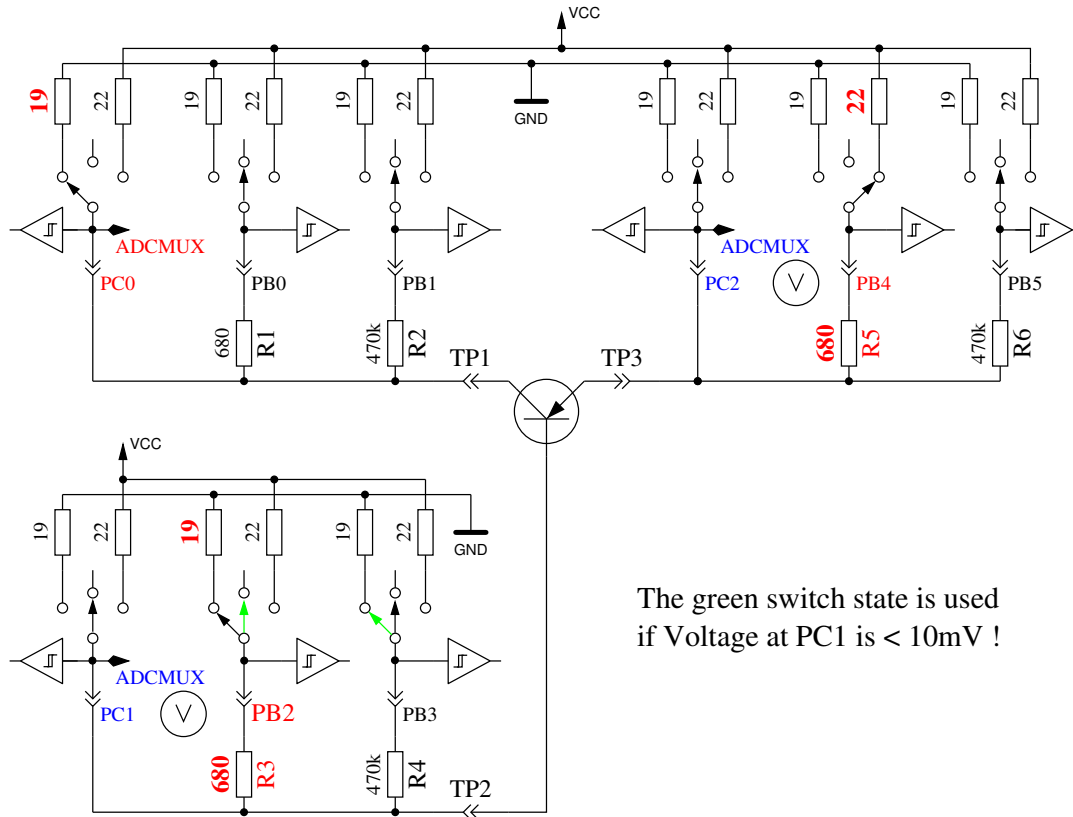 VCC
19
22
19
22
19
22
GND
19
22
19
22
19
22
ADCMUX
PC0
PB0
PB1
ADCMUX
PC2
V
PB4
PB5
680
R1
470k
R2
680
R5
470k
R6
TP1
TP3
VCC
19
22
19
22
19
22
GND
The green switch state is used
if Voltage at PC1 is < 10mV !
ADCMUX
PC1
V
PB2
PB3
680
R3
470k
R4
TP2